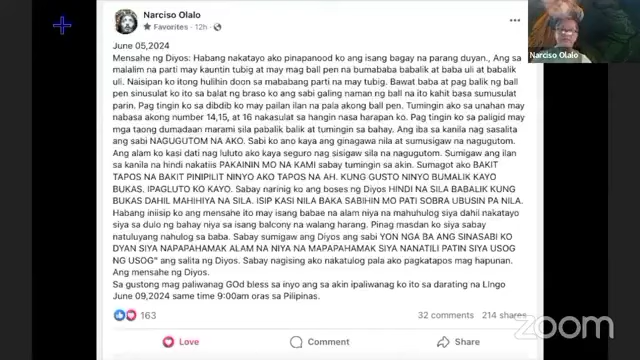 Narciso Olalo
Favorites · 12h ·
June 05,2024
Mensahe ng Diyos: Habang nakatayo ako pinapanood ko ang isang bagay na parang duyan., Ang sa
malalim na parti may kauntin tubig at may mag ball pen na bumababa babalik at baba uli at babalik
uli. Naisipan ko itong hulihin doon sa mababang parti na may tubig. Bawat baba at pag balik ng ball
pen sinusulat ko ito sa balat ng braso ko ang sabi galing naman ng ball na ito kahit basa sumusulat
parin. Pag tingin ko sa dibdib ko may pailan ilan na pala akong ball pen. Tumingin ako sa unahan may
nabasa akong number 14,15, at 16 nakasulat sa hangin nasa harapan ko. Pag tingin ko sa paligid may
mga taong dumadaan marami sila pabalik balik at tumingin sa bahay. Ang iba sa kanila nag sasalita
ang sabi NAGUGUTOM NA AKO. Sabi ko ano kaya ang ginagawa nila at sumusigaw na nagugutom.
Ang alam ko kasi dati nag luluto ako kaya seguro nag sisigaw sila na nagugutom. Sumigaw ang ilan
sa kanila na hindi nakatiis PAKAININ MO NA KAMI sabay tumingin sa akin. Sumagot ako BAKIT
TAPOS NA BAKIT PINIPILIT NINYO AKO TAPOS NA AH. KUNG GUSTO NINYO BUMALIK KAYO
BUKAS. IPAGLUTO KO KAYO. Sabay narinig ko ang boses ng Diyos HINDI NA SILA BABALIK KUNG
BUKAS DAHIL MAHIHIYA NA SILA. ISIP KASI NILA BAKA SABIHIN MO PATI SOBRA UBUSIN PA NILA.
Habang iniisip ko ang mensahe ito may isang babae na alam niya na mahuhulog siya dahil nakatayo
siya sa dulo ng bahay niya na isang balcony na walang harang. Pinag masdan ko siya sabay
natuluyang nahulog sa baba. Sabay sumigaw ang Diyos ang sabi YON NGA BA ANG SINASABI KO
DYAN SIYA NAPAPAHAMAK ALAM NA NIYA NA MAPAPAHAMAK SIYA NANATILI PATIN SIYA USOG
NG USOG" ang salita ng Diyos. Sabay nagising ako nakatulog pala ako pagkatapos mag hapunan.
Ang mensahe ng Diyos.
Sa gustong mag paliwanag GOd bless sa inyo ang sa akin ipaliwanag ko ito sa darating na LIngo
June 09,2024 same time 9:00am oras sa Pilipinas.
163
32 comments 214 shares
Love Comment Share
Narciso Olalo
zoom